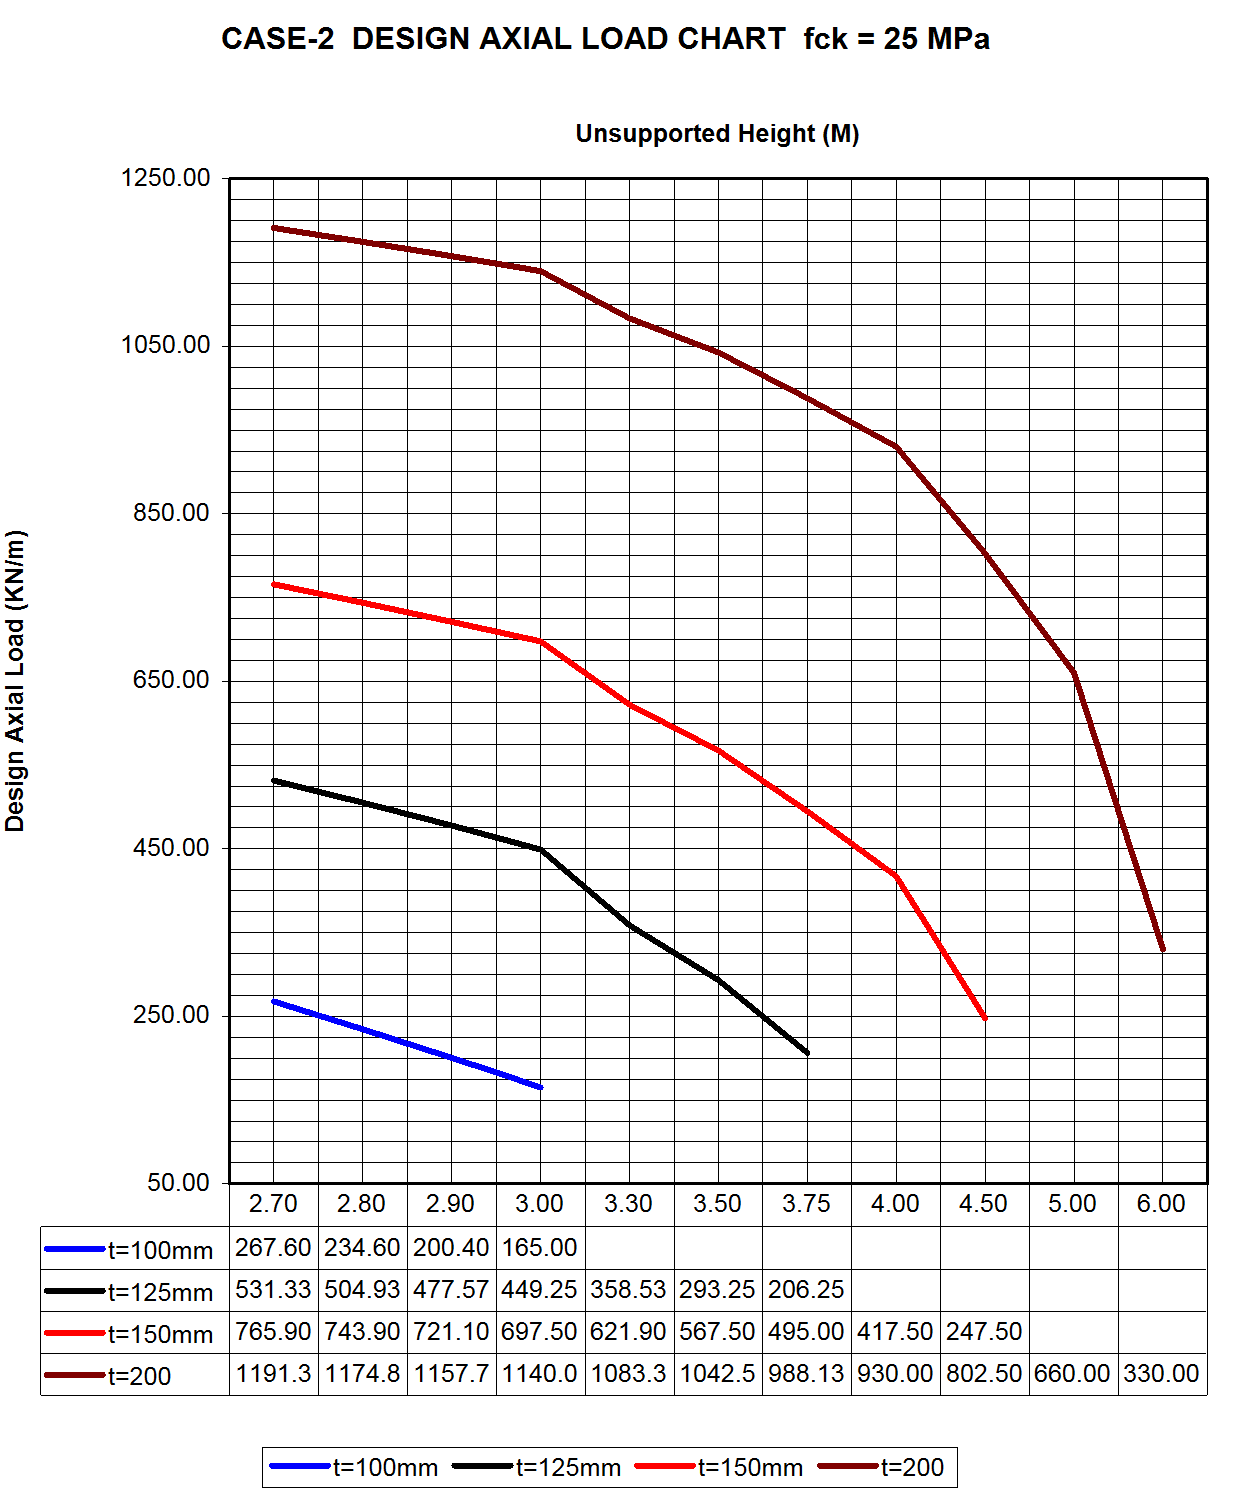 CASE-2 DESIGN AXIAL LOAD CHART fck = 25 MPa
Unsupported Height (M)
Design Axial Load (KN/m)
1250.00
1050.00
850.00
650.00
450.00
250.00
50.00
2.70 2.80 2.90 3.00 3.30 3.50 3.75 4.00 4.50 5.00 6.00
t=100mm 267.60 234.60 200.40 165.00
t=125mm 531.33 504.93 477.57 449.25 358.53 293.25 206.25
t=150mm 765.90 743.90 721.10 697.50 621.90 567.50 495.00 417.50 247.50
t=200 1191.3 1174.8 1157.7 1140.0 1083.3 1042.5 988.13 930.00 802.50 660.00 330.00
t=100mm t=125mm t=150mm t=200